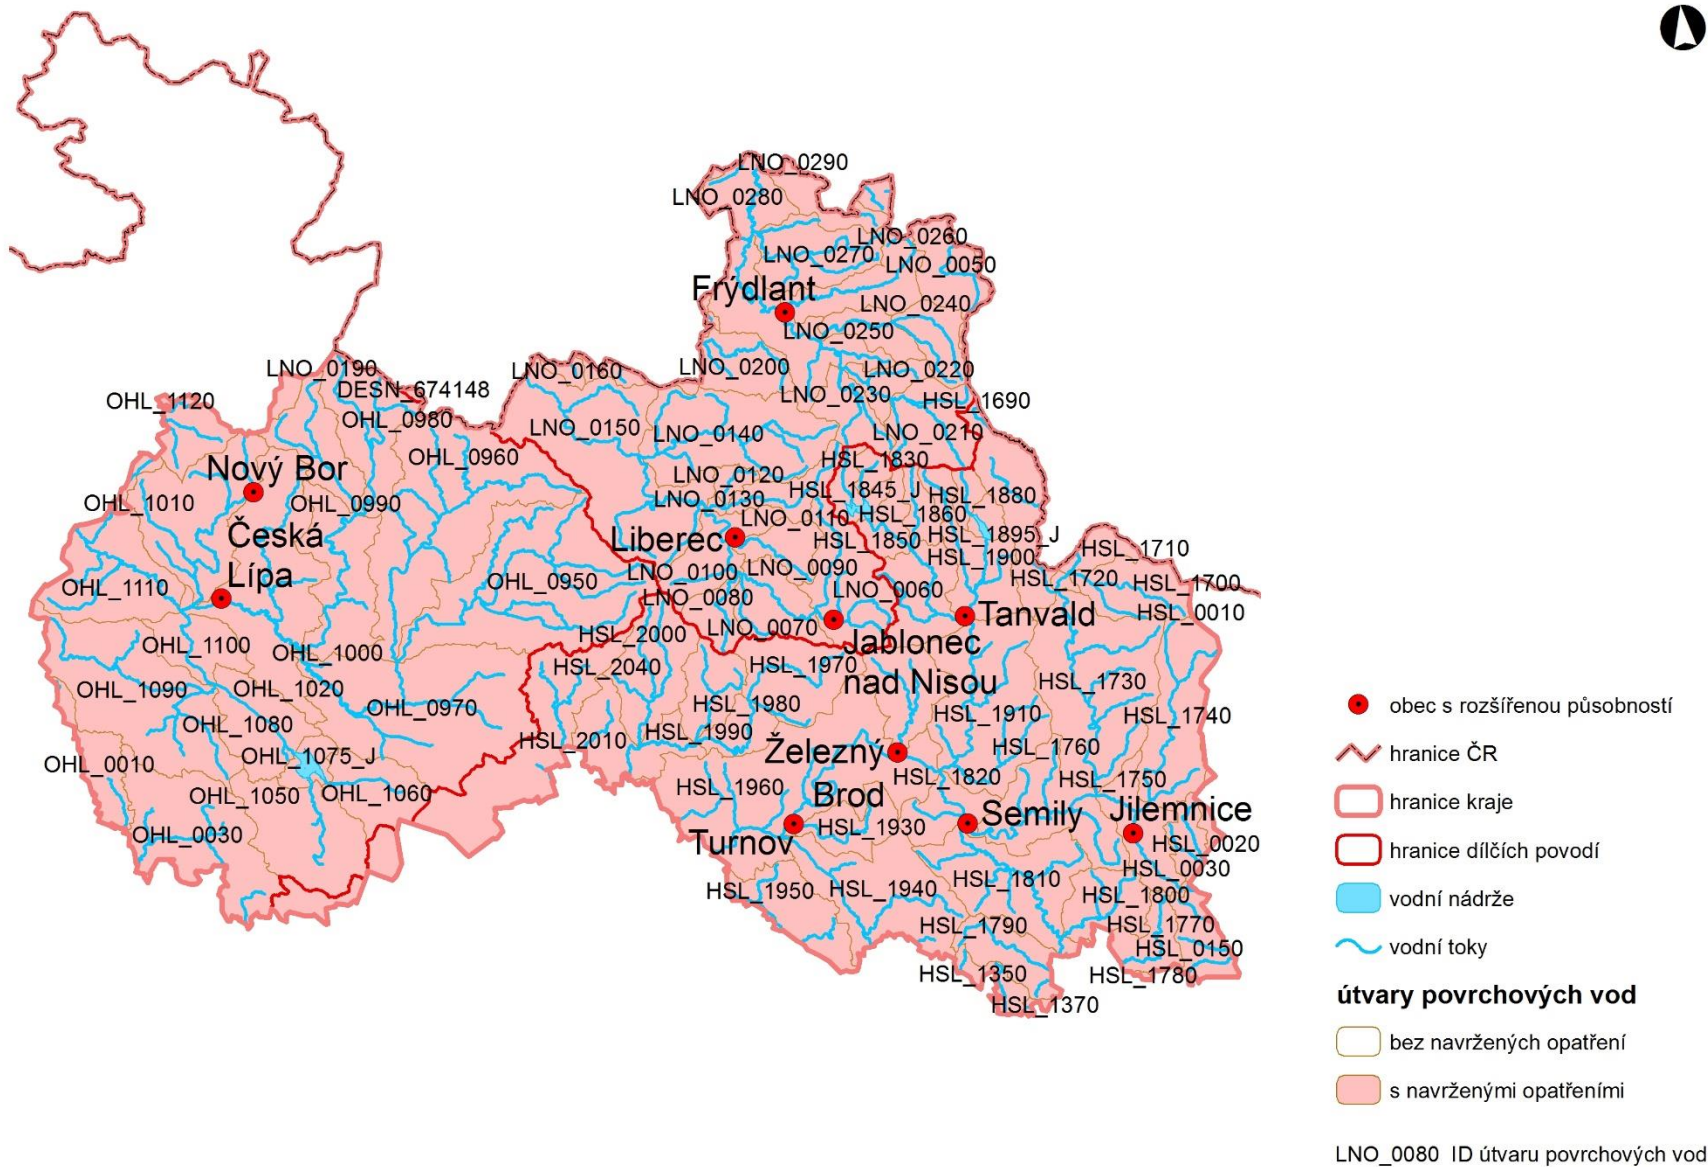 LNO_0290
LNO_0280
LNO_0260
LNO_0270
LNO_0050
Frýdlant
LNO_0240
LNO_0250
LNO_0190
LNO_0160
LNO_0200
LNO_0220
DESN_674148
LNO_0230
HSL_1690
OHL_1120
OHL_0980
LNO_0150
LNO_0140
LNO_0210
OHL_0960
HSL_1830
Nový Bor
LNO_0120
OHL_1010
OHL_0990
LNO_0130
HSL_1845_J
HSL_1880
LNO_0110
HSL_1860
Česká
Lípa
Liberec
HSL_1850
HSL_1895_J
HSL_1900
HSL_1710
OHL_1110
OHL_0950
LNO_0100
LNO_0090
LNO_0060
HSL_1720
HSL_1700
LNO_0080
HSL_0010
Tanvald
LNO_0070
HSL_2000
OHL_1100
OHL_1000
Jablonec
nad Nisou
HSL_2040
HSL_1970
OHL_1090
OHL_1020
HSL_1730
OHL_0970
HSL_1980
HSL_1910
HSL_1740
OHL_1080
HSL_2010
HSL_1990
HSL_1760
Železný
Brod
OHL_0010
OHL_1075_J
HSL_1820
HSL_1750
OHL_1050
OHL_1060
HSL_1960
Jilemnice
Semily
Turnov
HSL_1930
OHL_0030
HSL_0020
HSL_0030
HSL_1950
HSL_1940
HSL_1810
HSL_1800
HSL_1790
HSL_1770
HSL_0150
HSL_1350
HSL_1780
HSL_1370
obec s rozšířenou působností
hranice ČR
hranice kraje
hranice dílčích povodí
vodní nádrže
vodní toky
útvary povrchových vod
bez navržených opatření
s navrženými opatřeními
LNO_0080 ID útvaru povrchových vod